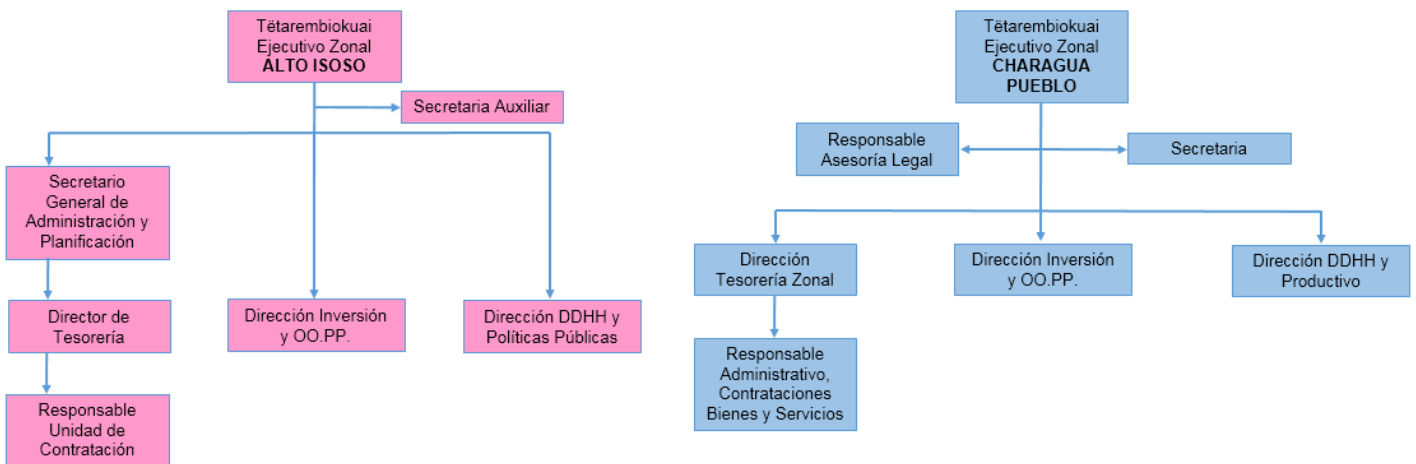 Tëtarembiokuai
Ejecutivo Zonal
ALTO ISOSO
Secretaria Auxiliar
Secretario
General de
Administración y
Planificación
Director de
Tesorería
Responsable
Unidad de
Contratación
Dirección Inversión
y OO.PP.
Dirección DDHH y
Políticas Públicas
Tëtarembiokuai
Ejecutivo Zonal
CHARAGUA
PUEBLO
Responsable
Asesoría Legal
Secretaria
Dirección
Tesorería Zonal
Responsable
Administrativo,
Contrataciones
Bienes y Servicios
Dirección Inversión
y OO.PP.
Dirección DDHH y
Productivo